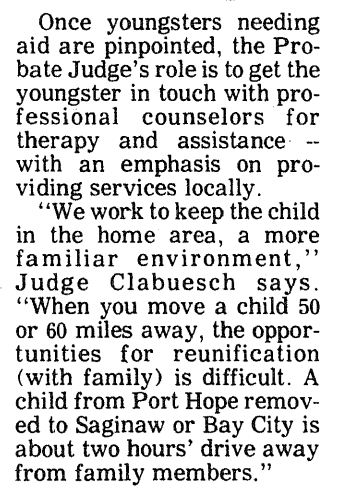 Once youngsters needing
aid are pinpointed, the Pro-
bate Judge's role is to get the
youngster in touch with pro-
fessional counselors for
therapy and assistance --
with an emphasis on pro-
viding services locally.
"We work to keep the child
in the home area, a more
familiar environment,"
Judge Clabuesch says.
"When you move a child 50
or 60 miles away, the oppor-
tunities for reunification
(with family) is difficult. A
child from Port Hope remov-
ed to Saginaw or Bay City is
about two hours' drive away
from family members."